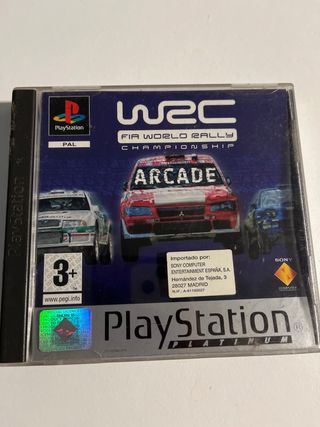 PlayStation
PAL
WRC
FIA WORLD RALLY
CHAMPIONSHIP
ARCADE
PlayStation
3+
www.pegi.info
Importado por:
SONY COMPUTER
ENTERTAINMENT ESPAÑA, S.A.
Hernández de Tejada, 3
28027 MADRID
SONY
PlayStation®
PLATINUM